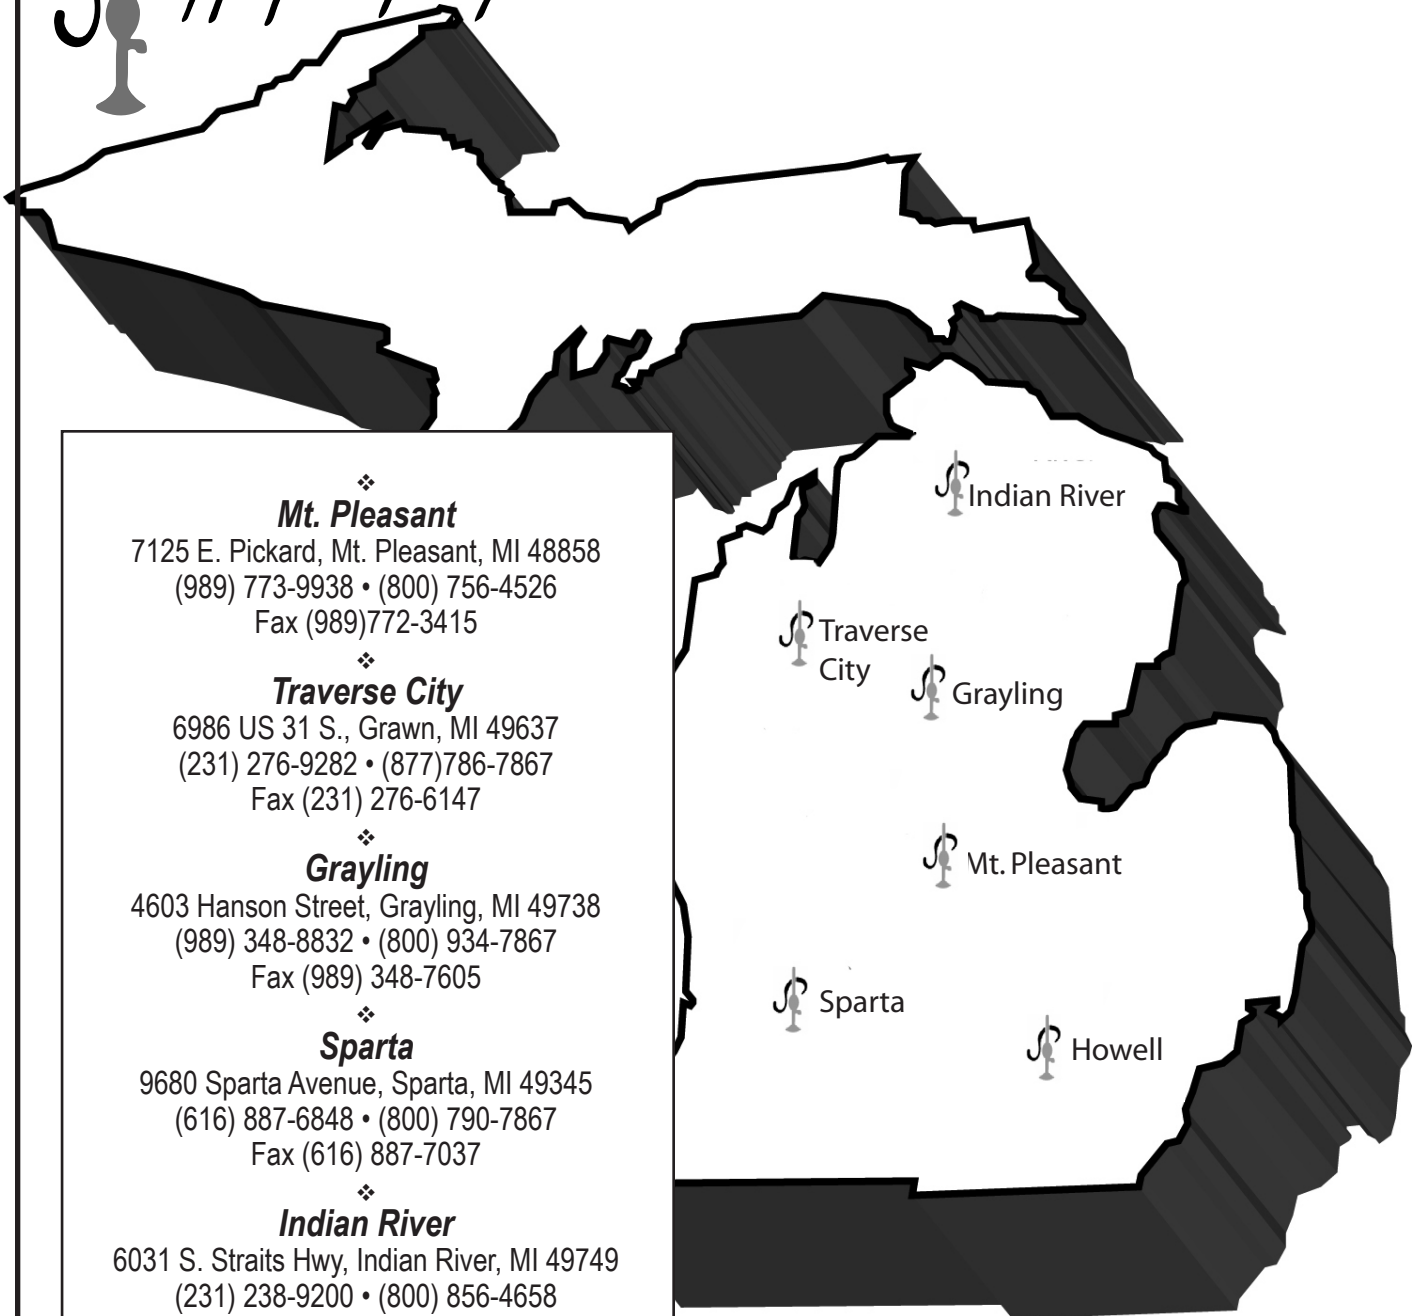 ❖
Mt. Pleasant
7125 E. Pickard, Mt. Pleasant, MI 48858
(989) 773-9938 • (800) 756-4526
Fax (989)772-3415
❖
Traverse City
6986 US 31 S., Grawn, MI 49637
(231) 276-9282 • (877)786-7867
Fax (231) 276-6147
❖
Grayling
4603 Hanson Street, Grayling, MI 49738
(989) 348-8832 • (800) 934-7867
Fax (989) 348-7605
❖
Sparta
9680 Sparta Avenue, Sparta, MI 49345
(616) 887-6848 • (800) 790-7867
Fax (616) 887-7037
❖
Indian River
6031 S. Straits Hwy, Indian River, MI 49749
(231) 238-9200 • (800) 856-4658
Indian River
Traverse
City
Grayling
Mt. Pleasant
Sparta
Howell